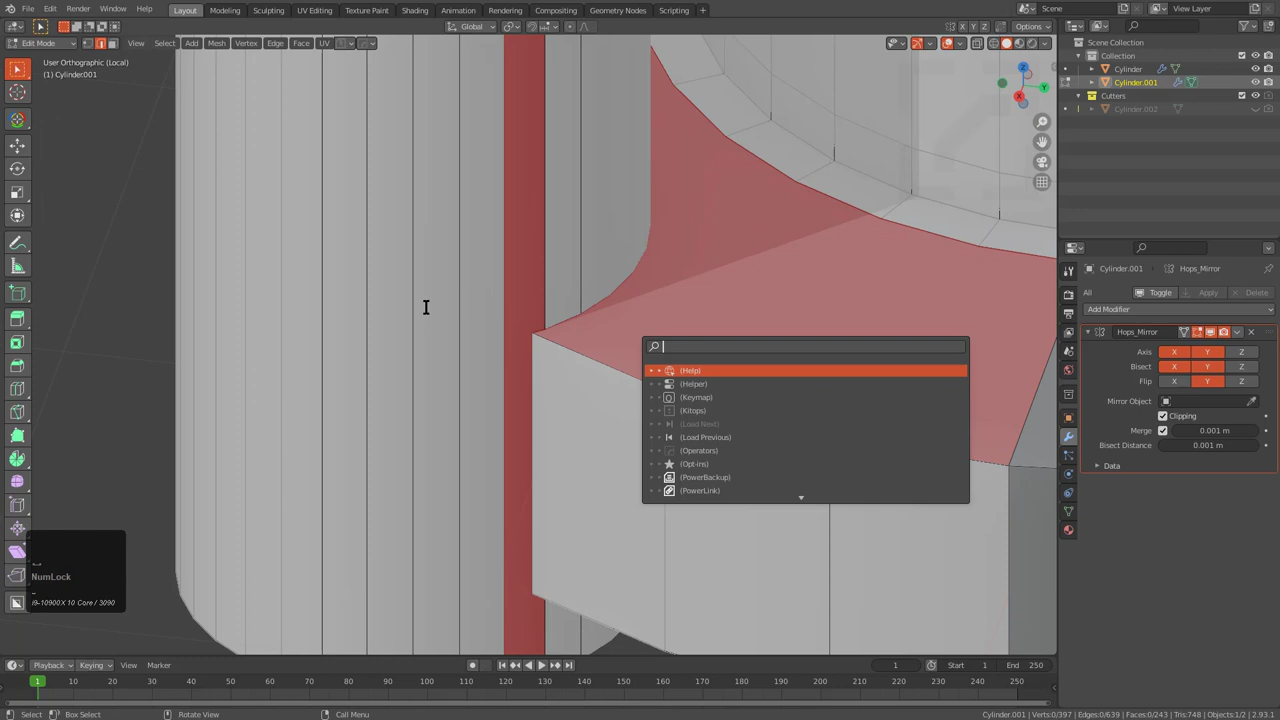 File Edit Render Window Help Layout Modeling Sculpting UV Editing Texture Paint Shading Animation Rendering Compositing Geometry Nodes Scripting + Scene View Layer
Global X Y Z Options
Edit Mode View Select Add Mesh Vertex Edge Face UV
User Orthographic (Local)
(1) Cylinder.001
Z
Y
X
Scene Collection
Collection
Cylinder
Cylinder.001
Cutters
Cylinder.002
Cylinder.001 Hops_Mirror
All Toggle Apply Delete
Add Modifier
Hops_Mirror
Axis X Y Z
Bisect X Y Z
Flip X Y Z
Mirror Object
Clipping
Merge 0.001 m
Bisect Distance 0.001 m
Data
(Help)
(Helper)
(Keymap)
(Kitops)
(Load Next)
(Load Previous)
(Operators)
(Opt-ins)
(PowerBackup)
(PowerLink)
NumLock
i9-10900X 10 Core / 3090
Playback Keying View Marker 1 Start 1 End 250
1 10 20 30 40 50 60 70 80 90 100 110 120 130 140 150 160 170 180 190 200 210 220 230 240 250
Select Box Select Rotate View Call Menu Cylinder.001 | Verts:0/397 | Edges:0/639 | Faces:0/243 | Tris:748 | Objects:1/2 | 2.93.1